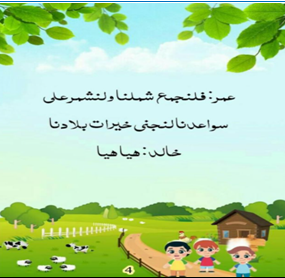 عمر: فلنجمع شملنا ولنشمر على
سواعدنا لنجني خيرات بلادنا
خالد: هيا هيا
4